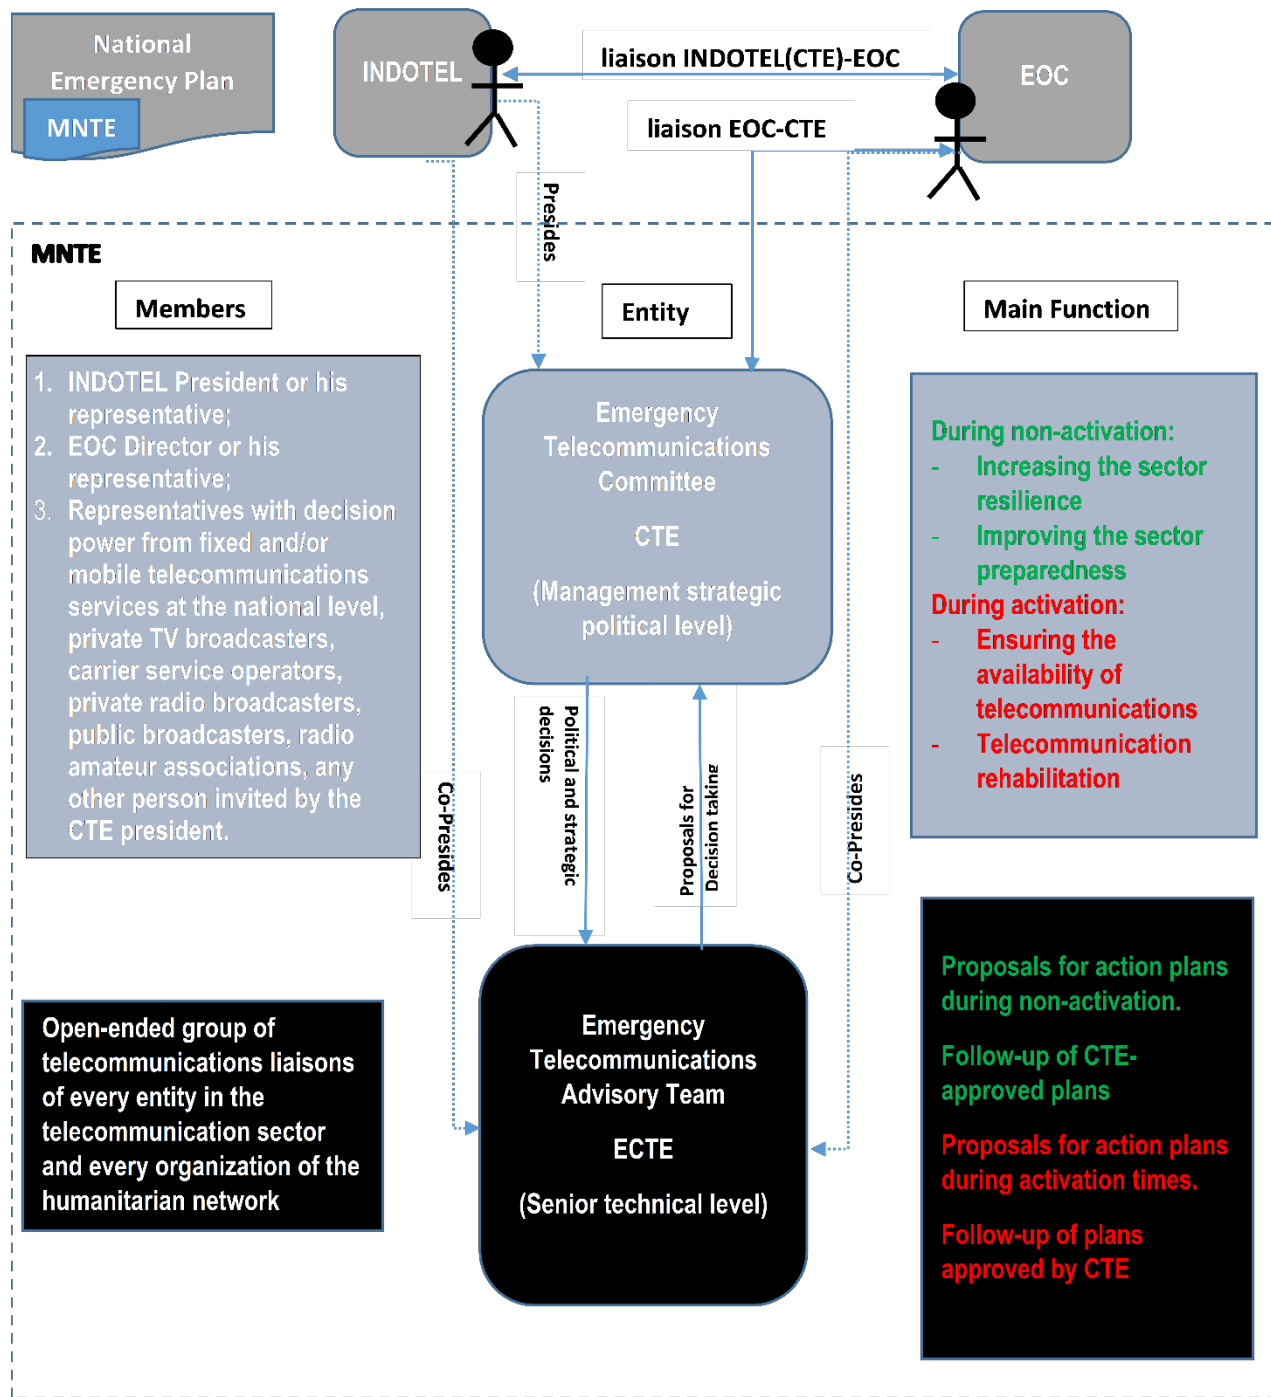 National
Emergency Plan
MNTE
INDOTEL
liaison INDOTEL(CTE)-EOC
EOC
liaison EOC-CTE
Presides
MNTE
Members
Entity
Main Function
1. INDOTEL President or his
representative;
2. EOC Director or his
representative;
3. Representatives with decision
power from fixed and/or
mobile telecommunications
services at the national level,
private TV broadcasters,
carrier service operators,
private radio broadcasters,
public broadcasters, radio
amateur associations, any
other person invited by the
CTE president.
Emergency
Telecommunications
Committee
CTE
(Management strategic
political level)
During non-activation:
- Increasing the sector
resilience
- Improving the sector
preparedness
During activation:
- Ensuring the
availability of
telecommunications
- Telecommunication
rehabilitation
Co-Presides
Political and strategic
decisions
Proposals for
Decision taking
Co-Presides
Open-ended group of
telecommunications liaisons
of every entity in the
telecommunication sector
and every organization of the
humanitarian network
Emergency
Telecommunications
Advisory Team
ECTE
(Senior technical level)
Proposals for action plans
during non-activation.
Follow-up of CTE-
approved plans
Proposals for action plans
during activation times.
Follow-up of plans
approved by CTE